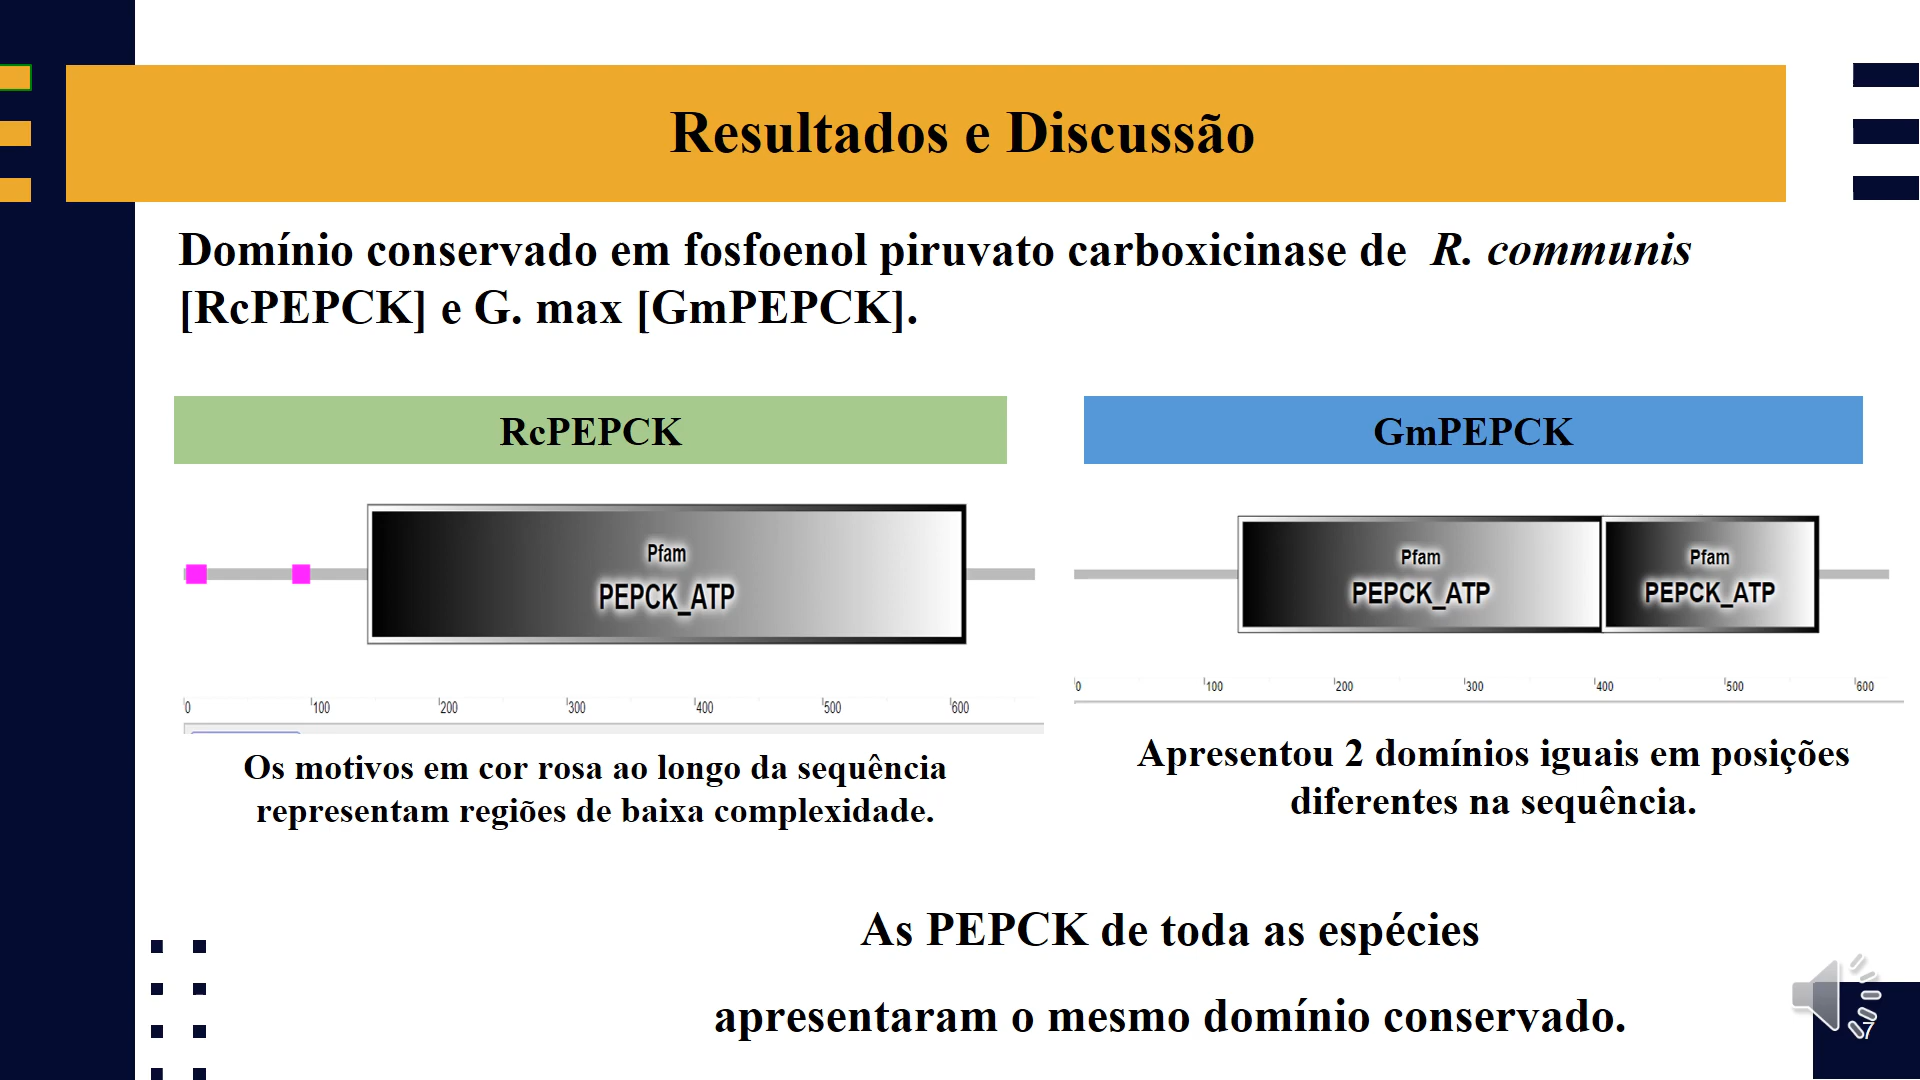 Resultados e Discussão
Domínio conservado em fosfoenol piruvato carboxicinase de R. communis
[RcPEPCK] e G. max [GmPEPCK].
RcPEPCK
Pfam
PEPCK_ATP
0 100 200 300 400 500 600
Os motivos em cor rosa ao longo da sequência
representam regiões de baixa complexidade.
GmPEPCK
Pfam Pfam
PEPCK_ATP PEPCK_ATP
0 100 200 300 400 500 600
Apresentou 2 domínios iguais em posições
diferentes na sequência.
As PEPCK de toda as espécies
apresentaram o mesmo domínio conservado.
7